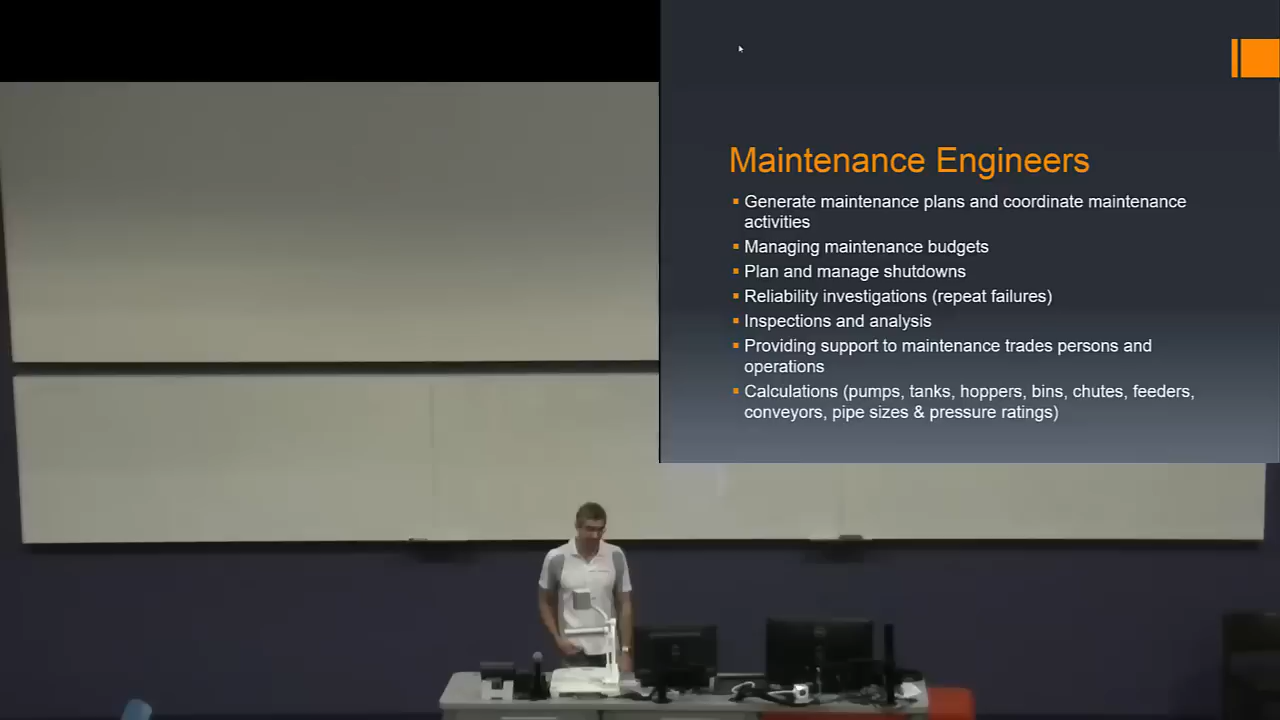 Maintenance Engineers
Generate maintenance plans and coordinate maintenance
activities
Managing maintenance budgets
Plan and manage shutdowns
Reliability investigations (repeat failures)
Inspections and analysis
Providing support to maintenance trades persons and
operations
Calculations (pumps, tanks, hoppers, bins, chutes, feeders,
conveyors, pipe sizes & pressure ratings)